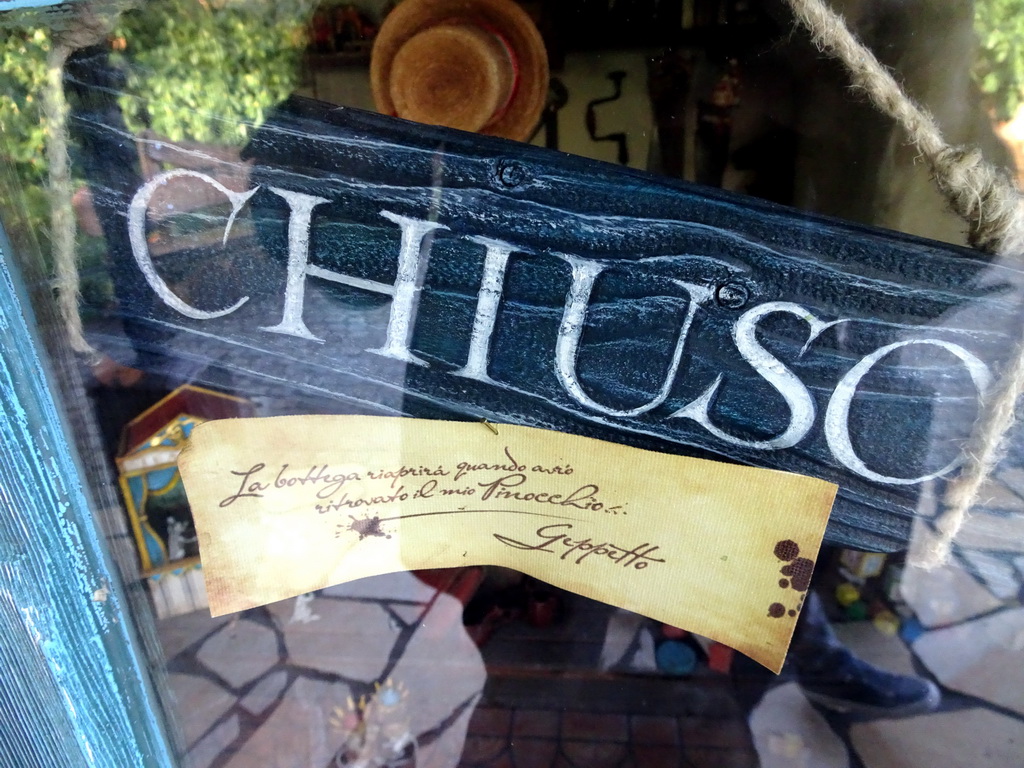 CHIUSO
La bottega riaprirà quando avrò
ritrovato il mio Pinocchio...
Geppetto